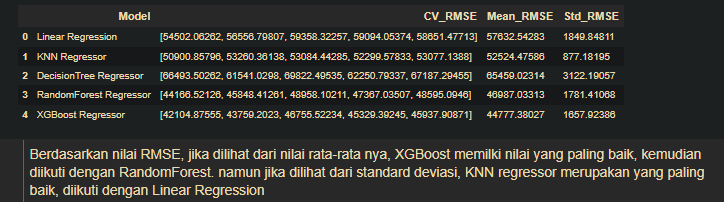 Model CV_RMSE Mean_RMSE Std_RMSE
0 Linear Regression [54502.06262, 56556.79807, 59358.32257, 59094.05374, 58651.47713] 57632.54283 1849.84811
1 KNN Regressor [50900.85796, 53260.36138, 53084.44285, 52299.57833, 53077.1388] 52524.47586 877.18195
2 DecisionTree Regressor [66493.50262, 61541.0298, 69822.49535, 62250.79337, 67187.29455] 65459.02314 3122.19057
3 RandomForest Regressor [44166.52126, 45848.41261, 48958.10211, 47367.03507, 48595.0946] 46987.03313 1781.41068
4 XGBoost Regressor [42104.87555, 43759.2023, 46755.52234, 45329.39245, 45937.90871] 44777.38027 1657.92386
Berdasarkan nilai RMSE, jika dilihat dari nilai rata-rata nya, XGBoost memilki nilai yang paling baik, kemudian
diikuti dengan RandomForest. namun jika dilihat dari standard deviasi, KNN regressor merupakan yang paling
baik, diikuti dengan Linear Regression